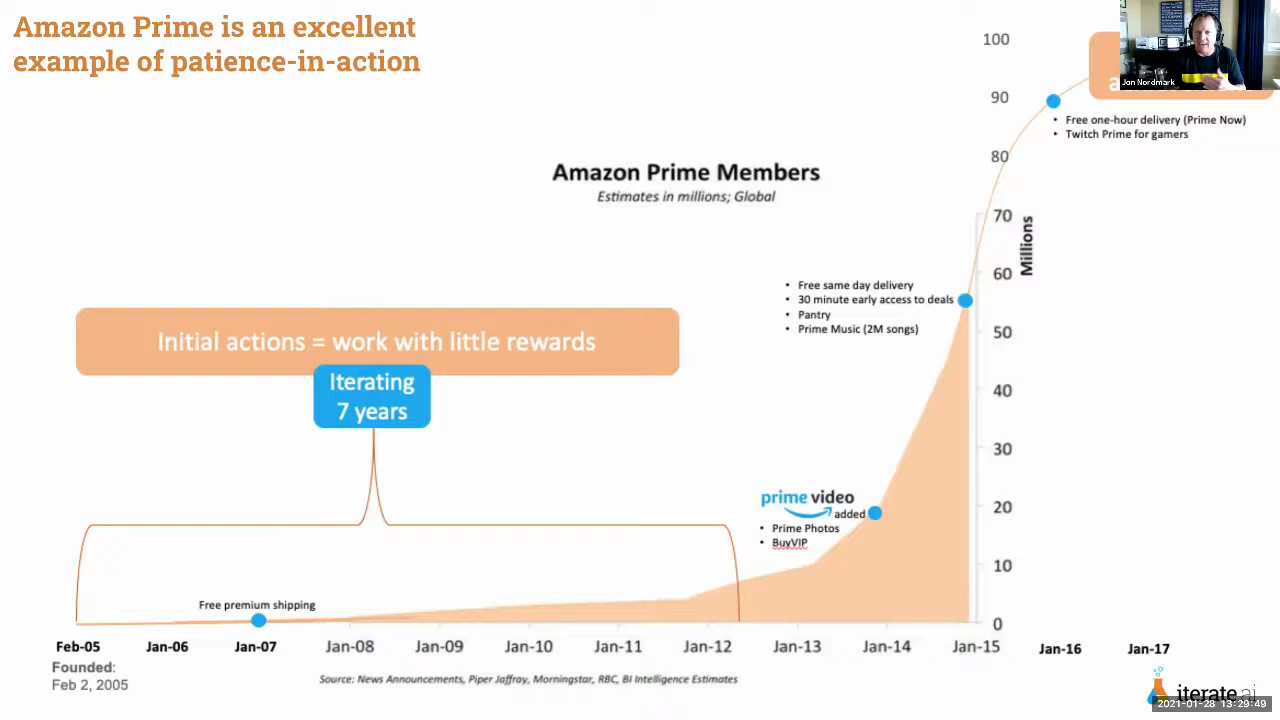 Amazon Prime is an excellent
example of patience-in-action
Jon Nordmark
100
90
80
70
60
50
40
30
20
10
0
Millions
Free one-hour delivery (Prime Now)
Twitch Prime for gamers
Amazon Prime Members
Estimates in millions; Global
Free same day delivery
30 minute early access to deals
Pantry
Prime Music (2M songs)
Initial actions = work with little rewards
Iterating
7 years
prime video
added
Prime Photos
BuyVIP
Free premium shipping
Feb-05 Jan-06 Jan-07 Jan-08 Jan-09 Jan-10 Jan-11 Jan-12 Jan-13 Jan-14 Jan-15 Jan-16 Jan-17
Founded:
Feb 2, 2005
Source: News Announcements, Piper Jaffray, Morningstar, RBC, BI Intelligence Estimates
iterate.ai
2021-01-28 13:29:49